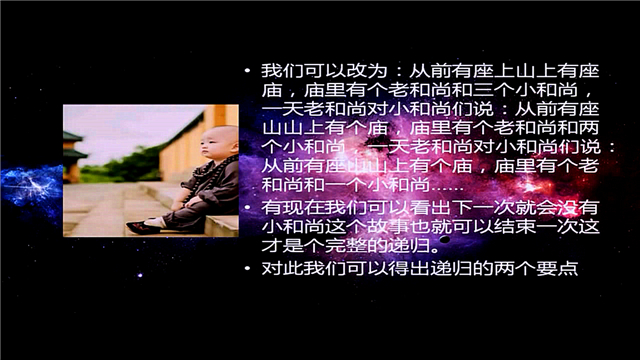 • 我们可以改为：从前有座上山上有座
庙，庙里有个老和尚和三个小和尚，
一天老和尚对小和尚们说：从前有座
山山上有个庙，庙里有个老和尚和两
个小和尚，一天老和尚对小和尚们说：
从前有座山山上有个庙，庙里有个老
和尚和一个小和尚......
• 有现在我们可以看出下一次就会没有
小和尚这个故事也就可以结束一次这
才是个完整的递归。
• 对此我们可以得出递归的两个要点